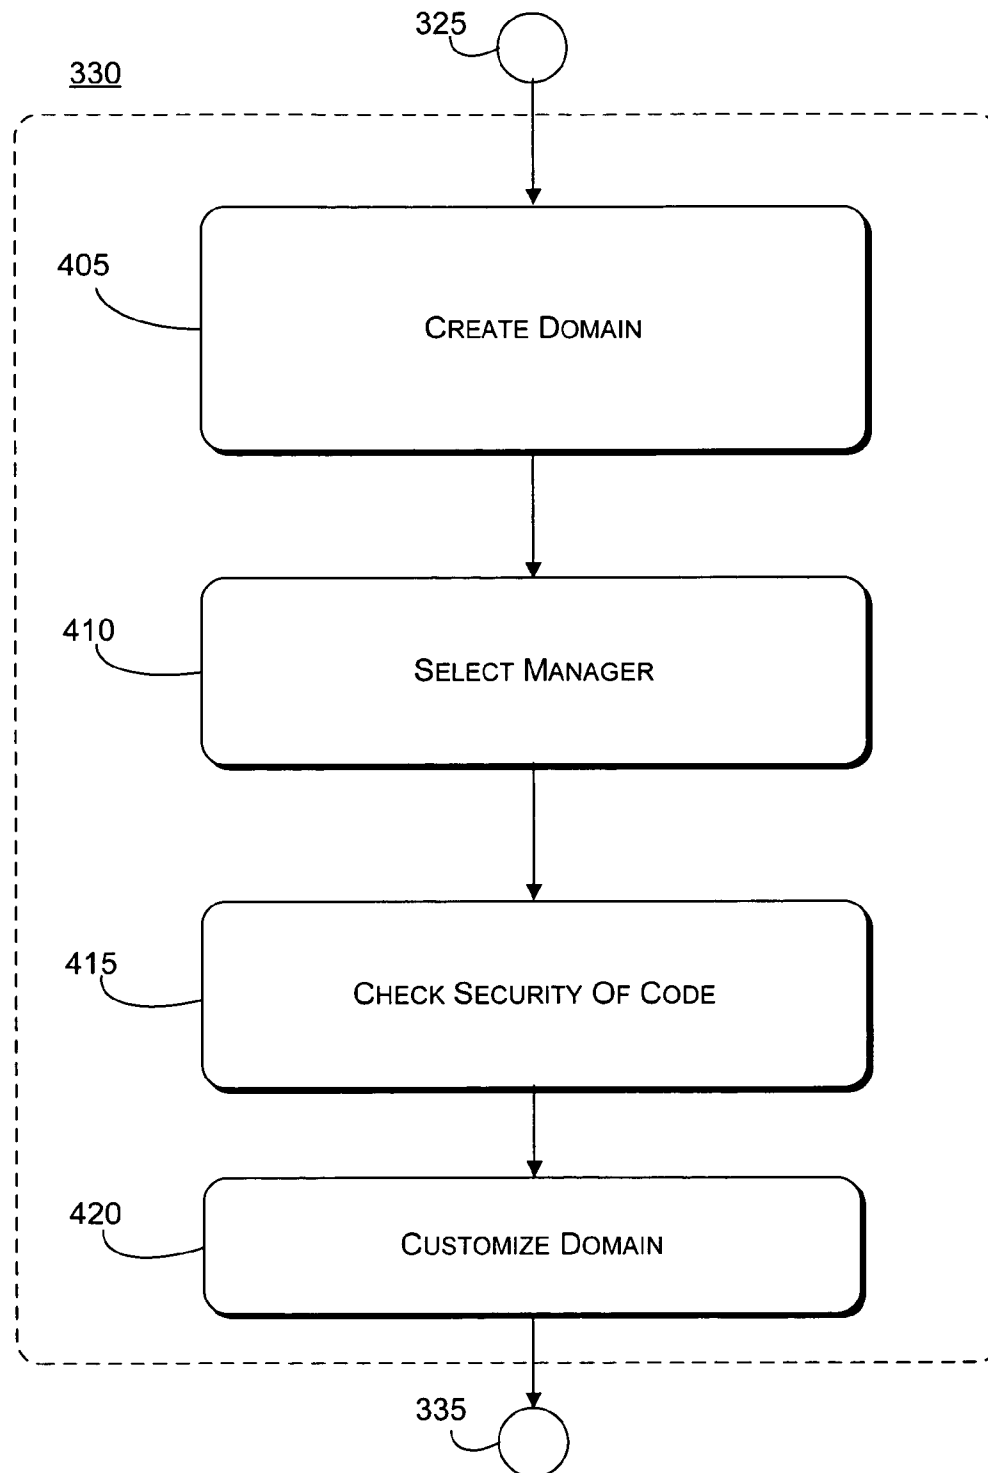 325
330
405
CREATE DOMAIN
410
SELECT MANAGER
415
CHECK SECURITY OF CODE
420
CUSTOMIZE DOMAIN
335